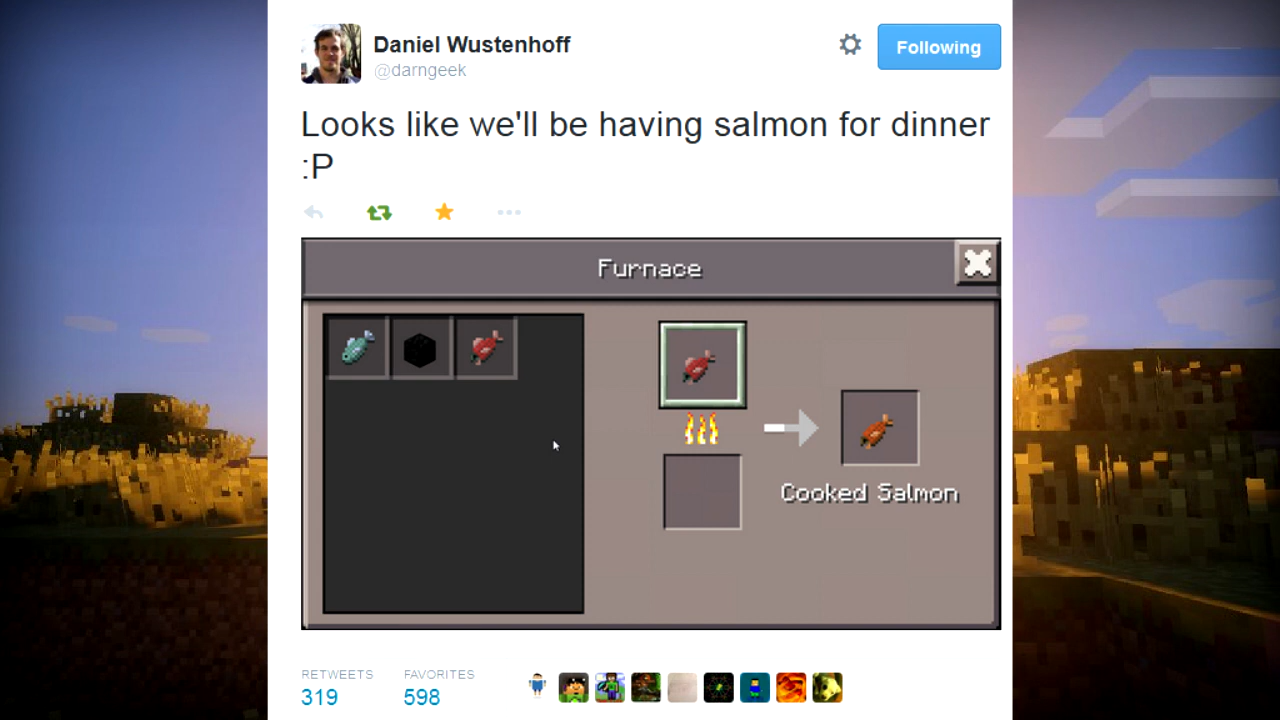 Daniel Wustenhoff
@darngeek
Following
Looks like we'll be having salmon for dinner
:P
Furnace
Cooked Salmon
RETWEETS
FAVORITES
319
598